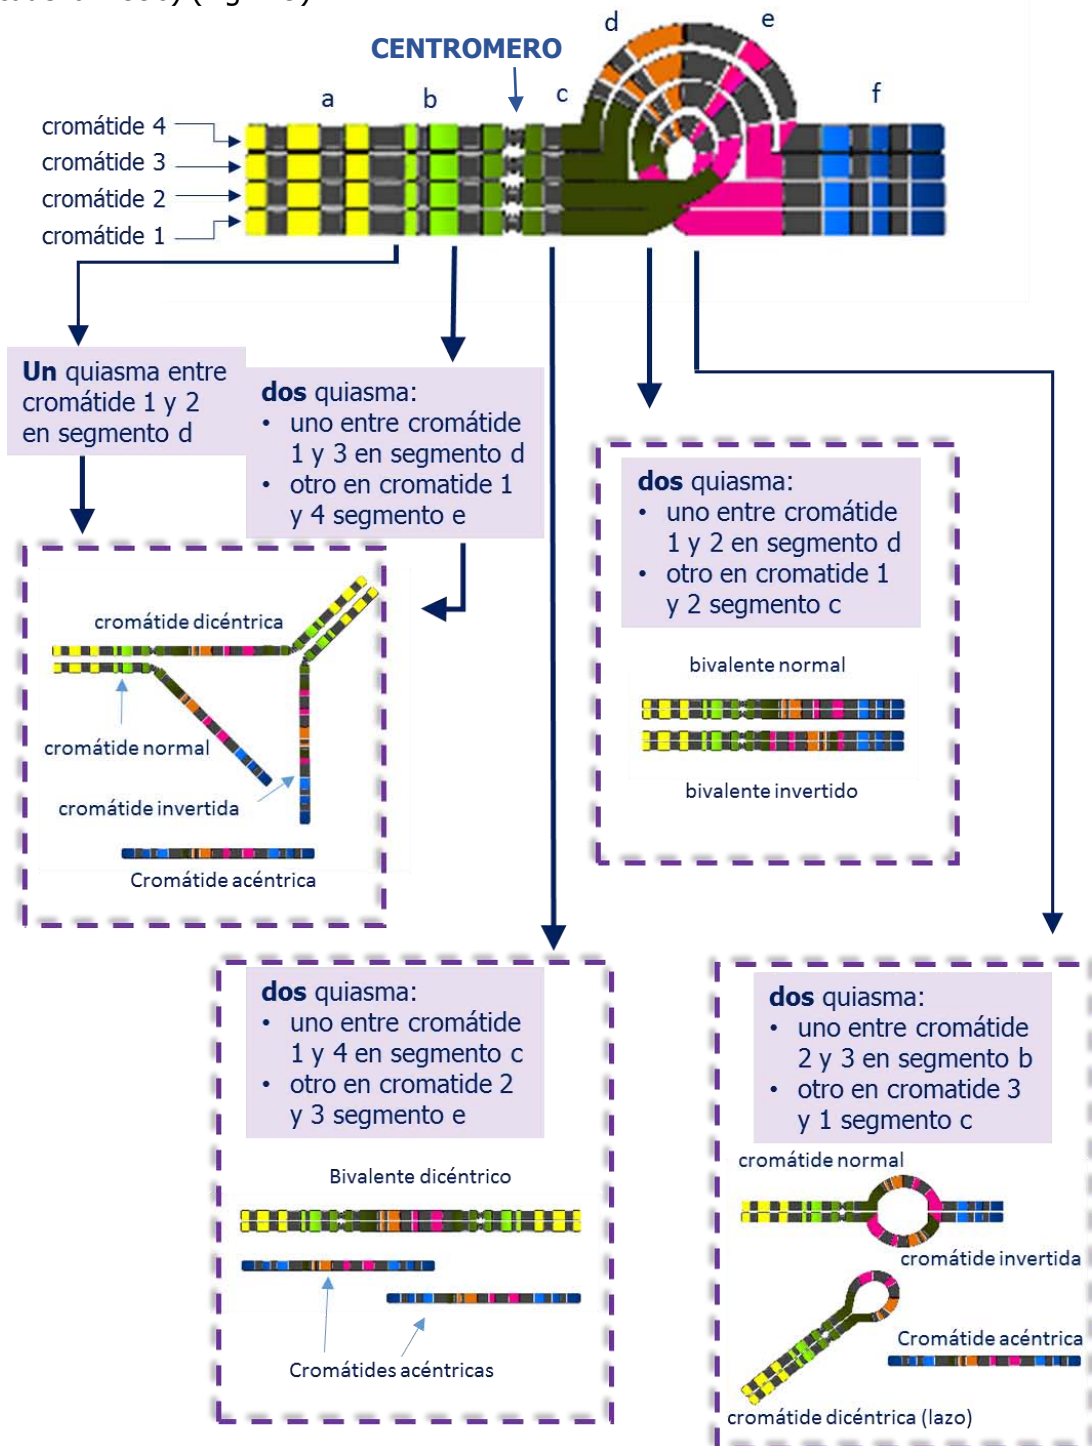 CENTROMERO
a
b
c
d
e
f
cromátide 4
cromátide 3
cromátide 2
cromátide 1
Un quiasma entre
cromátide 1 y 2
en segmento d
dos quiasma:
• uno entre cromátide
1 y 3 en segmento d
• otro en cromatide 1
y 4 segmento e
dos quiasma:
• uno entre cromátide
1 y 2 en segmento d
• otro en cromatide 1
y 2 segmento c
cromátide dicéntrica
cromátide normal
cromátide invertida
Cromátide acéntrica
bivalente normal
bivalente invertido
dos quiasma:
• uno entre cromátide
1 y 4 en segmento c
• otro en cromatide 2
y 3 segmento e
Bivalente dicéntrico
Cromátides acéntricas
dos quiasma:
• uno entre cromátide
2 y 3 en segmento b
• otro en cromatide 3
y 1 segmento c
cromátide normal
cromátide invertida
Cromátide acéntrica
cromátide dicéntrica (lazo)